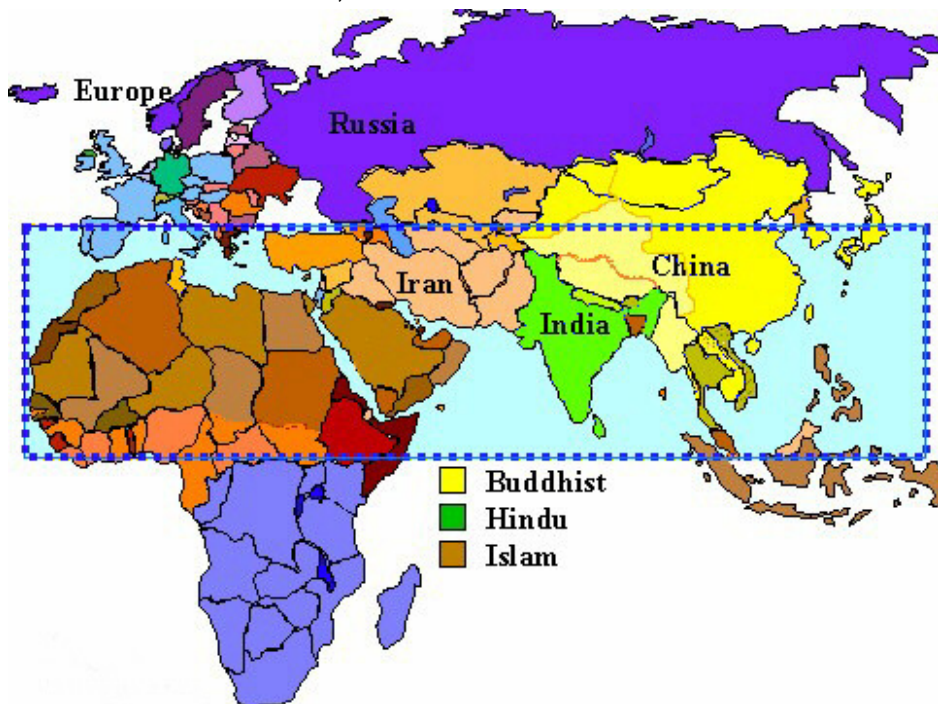 Europe
Russia
Iran
China
India
Buddhist
Hindu
Islam